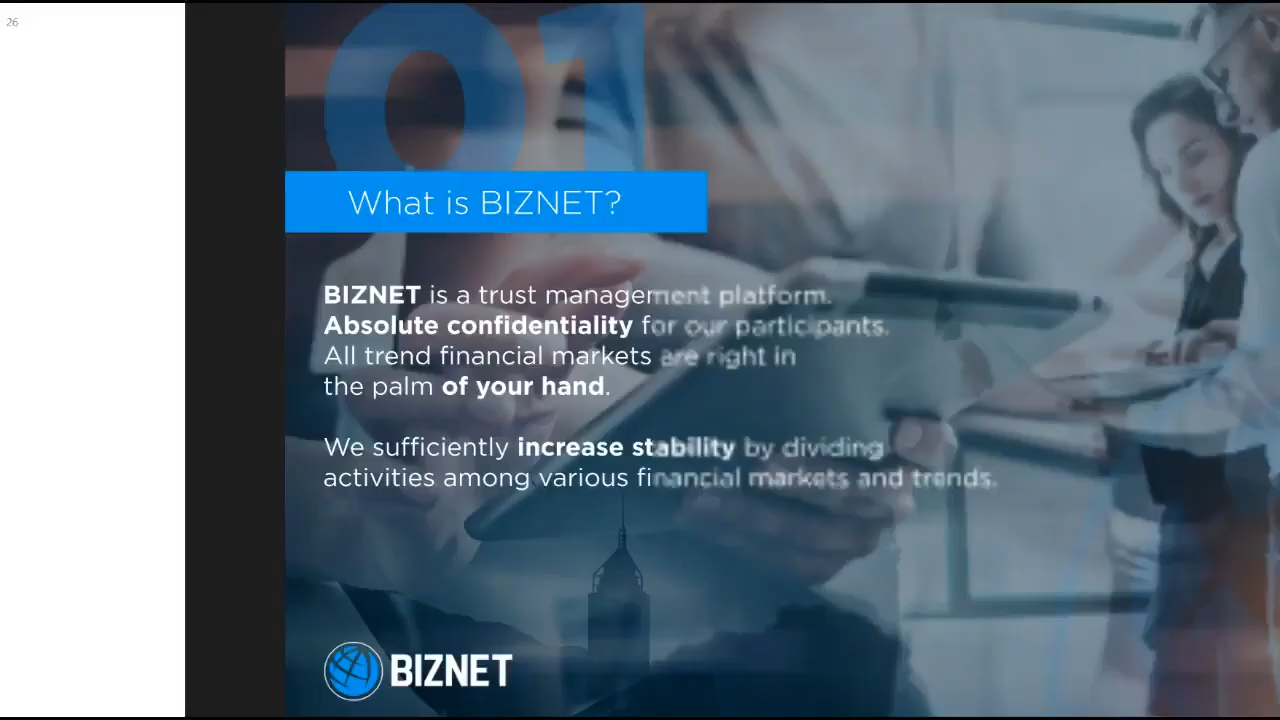 26
01
What is BIZNET?
BIZNET is a trust management platform.
Absolute confidentiality for our participants.
All trend financial markets are right in
the palm of your hand.
We sufficiently increase stability by dividing
activities among various financial markets and trends.
BIZNET